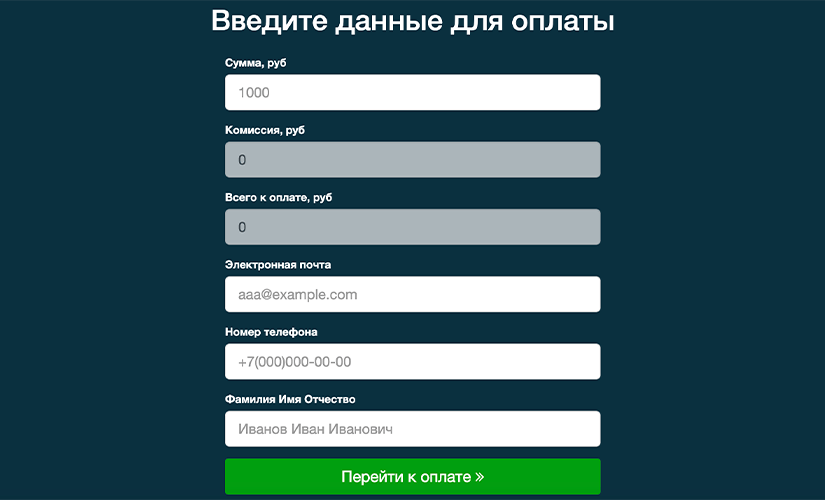 Введите данные для оплаты
Сумма, руб
1000
Комиссия, руб
0
Всего к оплате, руб
0
Электронная почта
aaa@example.com
Номер телефона
+7(000)000-00-00
Фамилия Имя Отчество
Иванов Иван Иванович
Перейти к оплате »